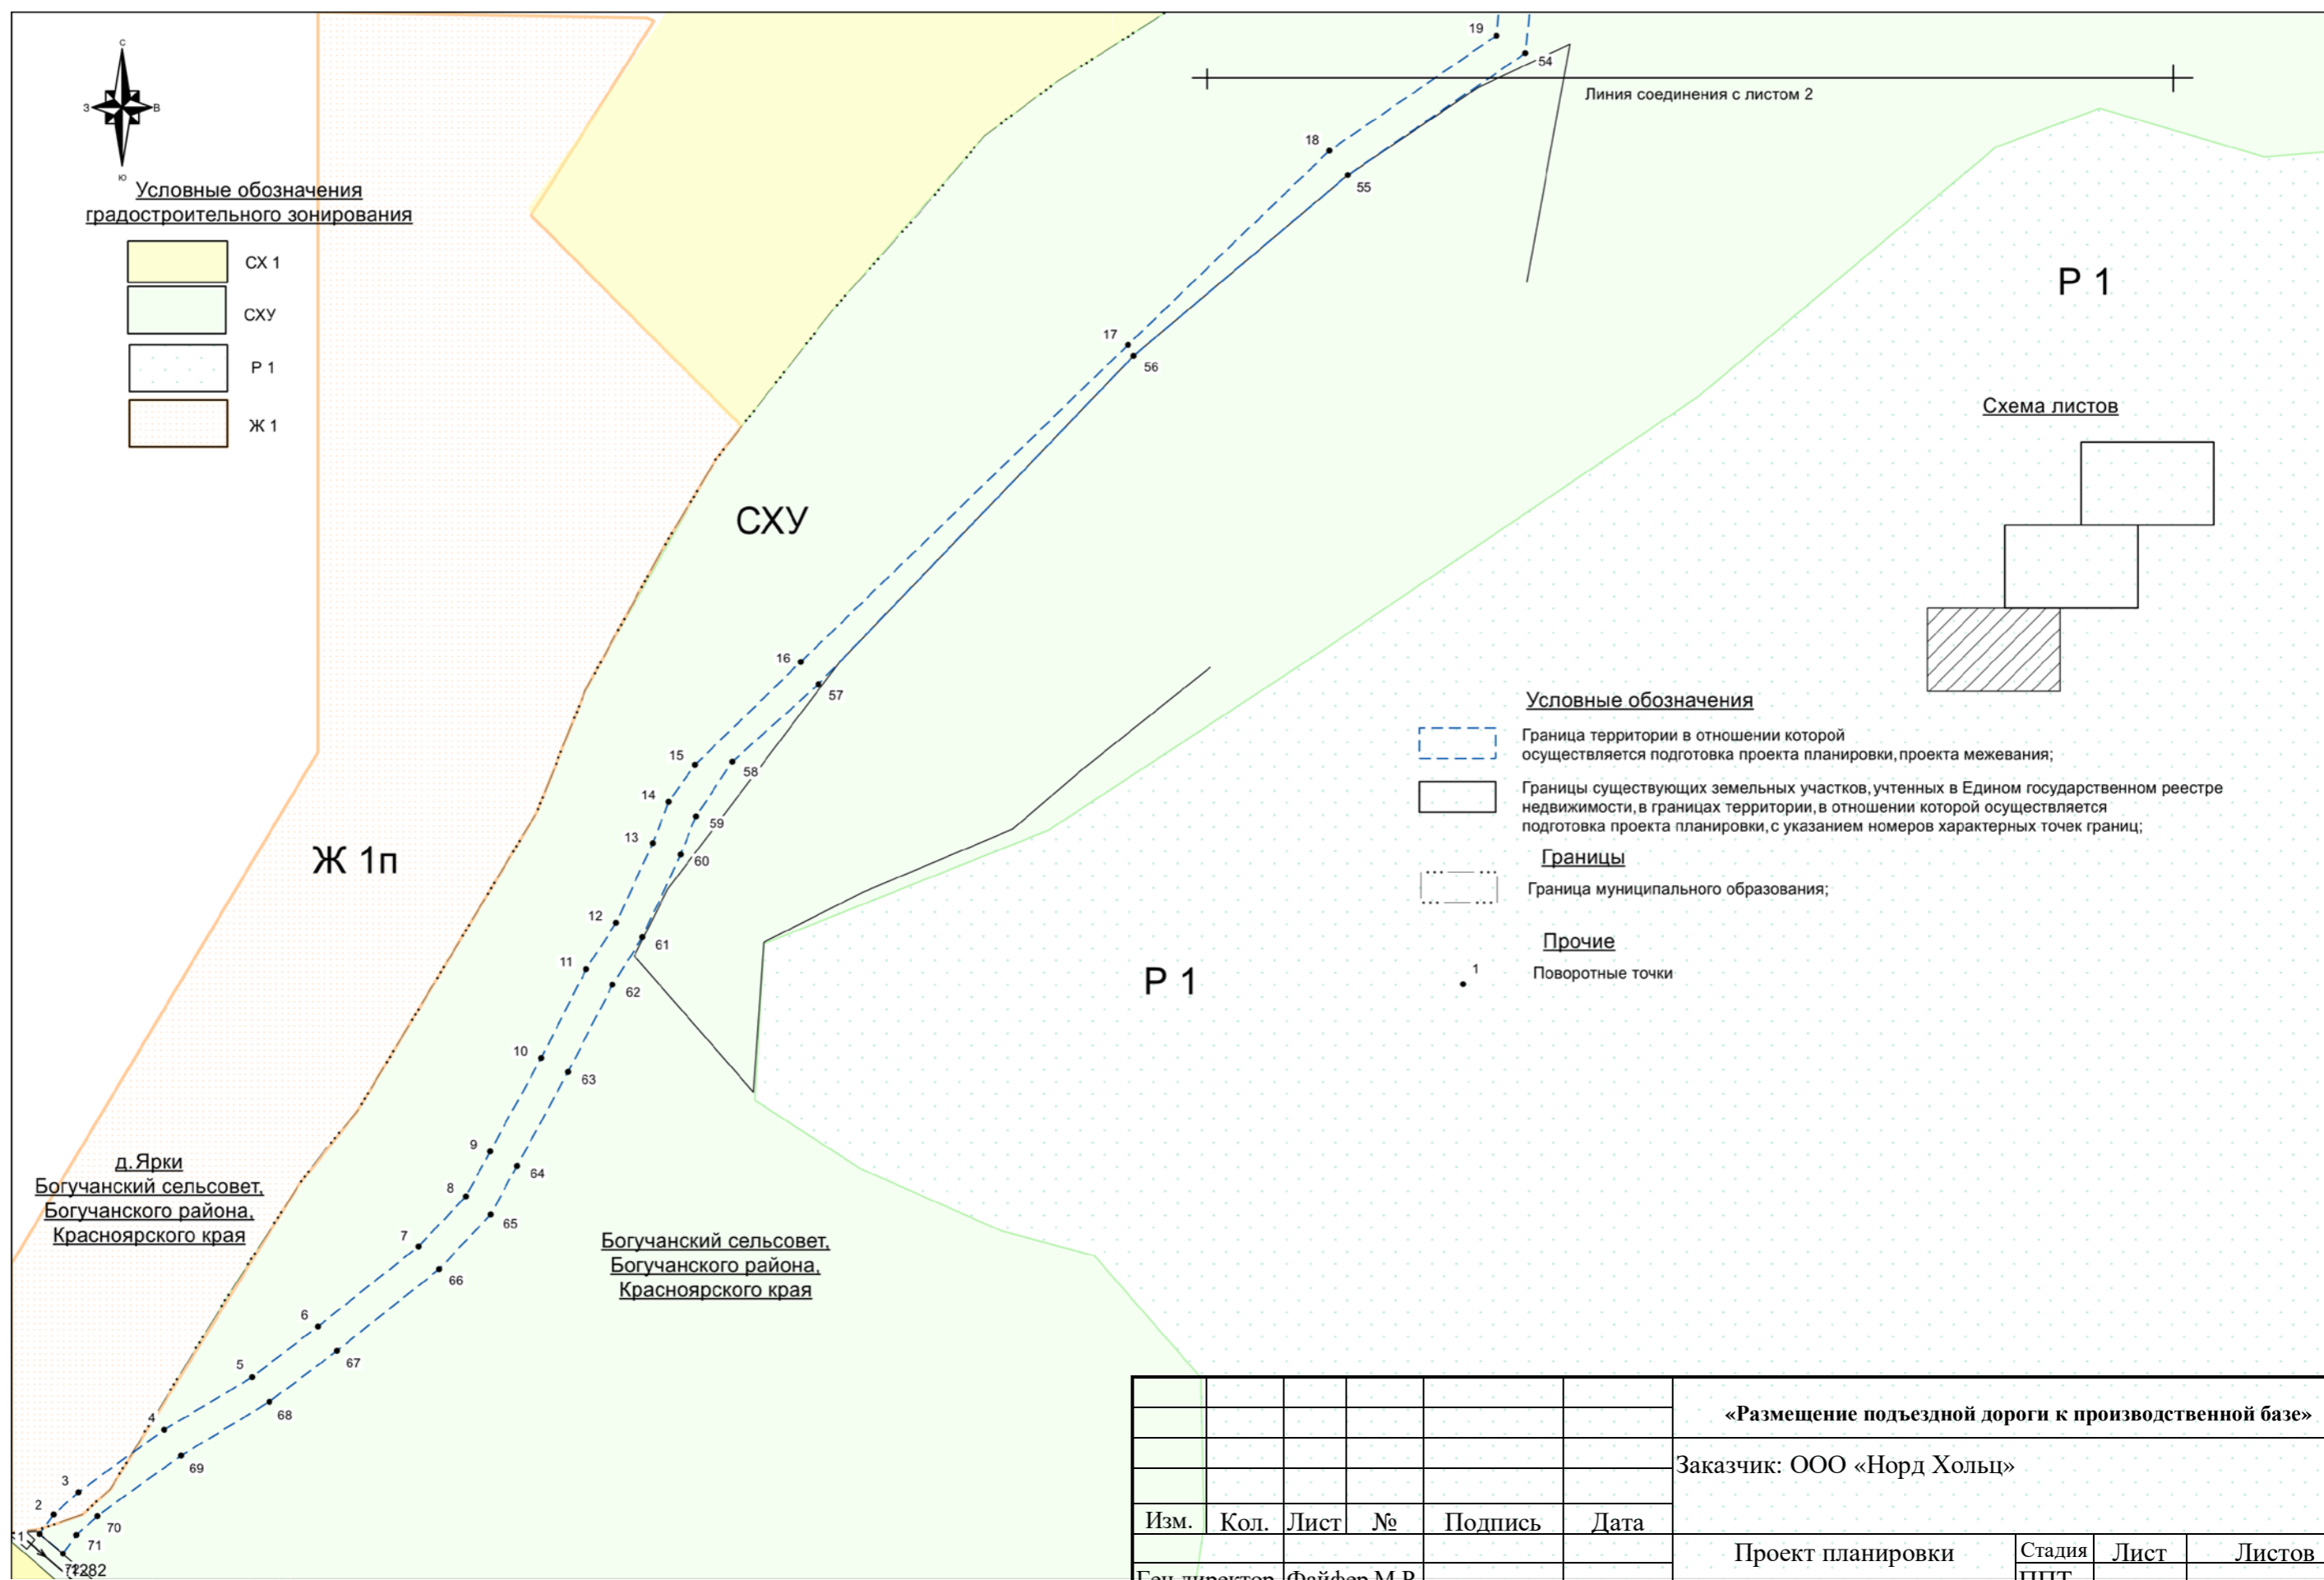 С
З
В
Ю
Условные обозначения
градостроительного зонирования
СХ 1
СХУ
Р 1
Ж 1
19
54
Линия соединения с листом 2
18
55
17
56
Р 1
Схема листов
СХУ
16
57
15
58
14
59
13
60
12
61
11
62
10
63
9
64
8
65
7
66
6
67
5
68
4
69
3
70
2
71
1
Ж 1п
Р 1
Условные обозначения
Граница территории в отношении которой
осуществляется подготовка проекта планировки, проекта межевания;
Границы существующих земельных участков, учтенных в Едином государственном реестре
недвижимости, в границах территории, в отношении которой осуществляется
подготовка проекта планировки, с указанием номеров характерных точек границ;
Границы
Граница муниципального образования;
Прочие
1
Поворотные точки
д.Ярки
Богучанский сельсовет,
Богучанского района,
Красноярского края
Богучанский сельсовет,
Богучанского района,
Красноярского края
«Размещение подъездной дороги к производственной базе»
Заказчик: ООО «Норд Хольц»
Изм. Кол. Лист № Подпись Дата
Проект планировки
Стадия Лист Листов
Ген.директор Файфер М.В.
ППТ